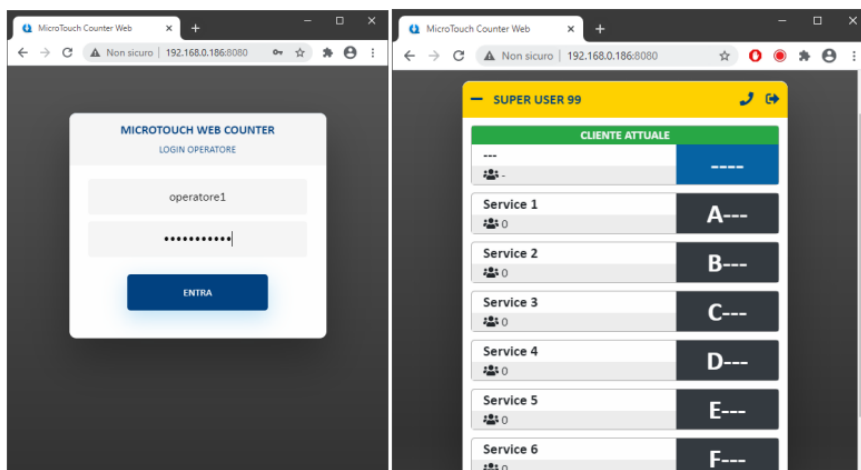 MicroTouch Counter Web
Non sicuro | 192.168.0.186:8080
MICROTOUCH WEB COUNTER
LOGIN OPERATORE
operatore1
•••••••••••
ENTRA
MicroTouch Counter Web
Non sicuro | 192.168.0.186:8080
SUPER USER 99
CLIENTE ATTUALE
---
----
-
Service 1
A---
0
Service 2
B---
0
Service 3
C---
0
Service 4
D---
0
Service 5
E---
0
Service 6
F---
0